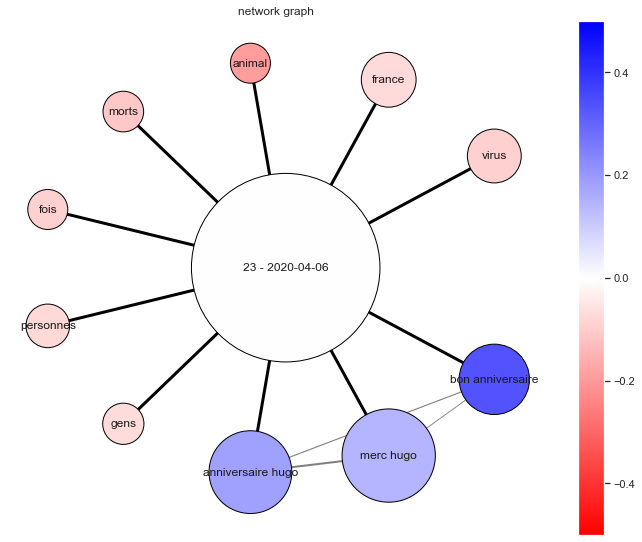 network graph
animal
france
morts
virus
fois
23 - 2020-04-06
personnes
bon anniversaire
gens
merc hugo
anniversaire hugo
0.4
0.2
0.0
−0.2
−0.4